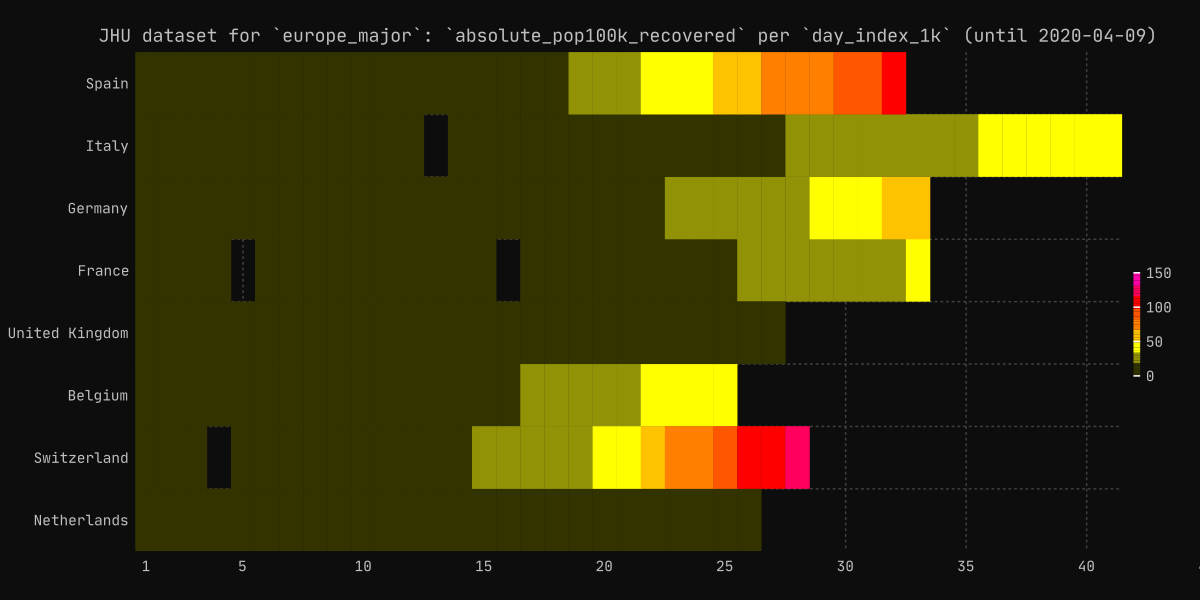 JHU dataset for `europe_major`: `absolute_pop100k_recovered` per `day_index_1k` (until 2020-04-09)
Spain
Italy
Germany
France
United Kingdom
Belgium
Switzerland
Netherlands
150
100
50
0
1 5 10 15 20 25 30 35 40